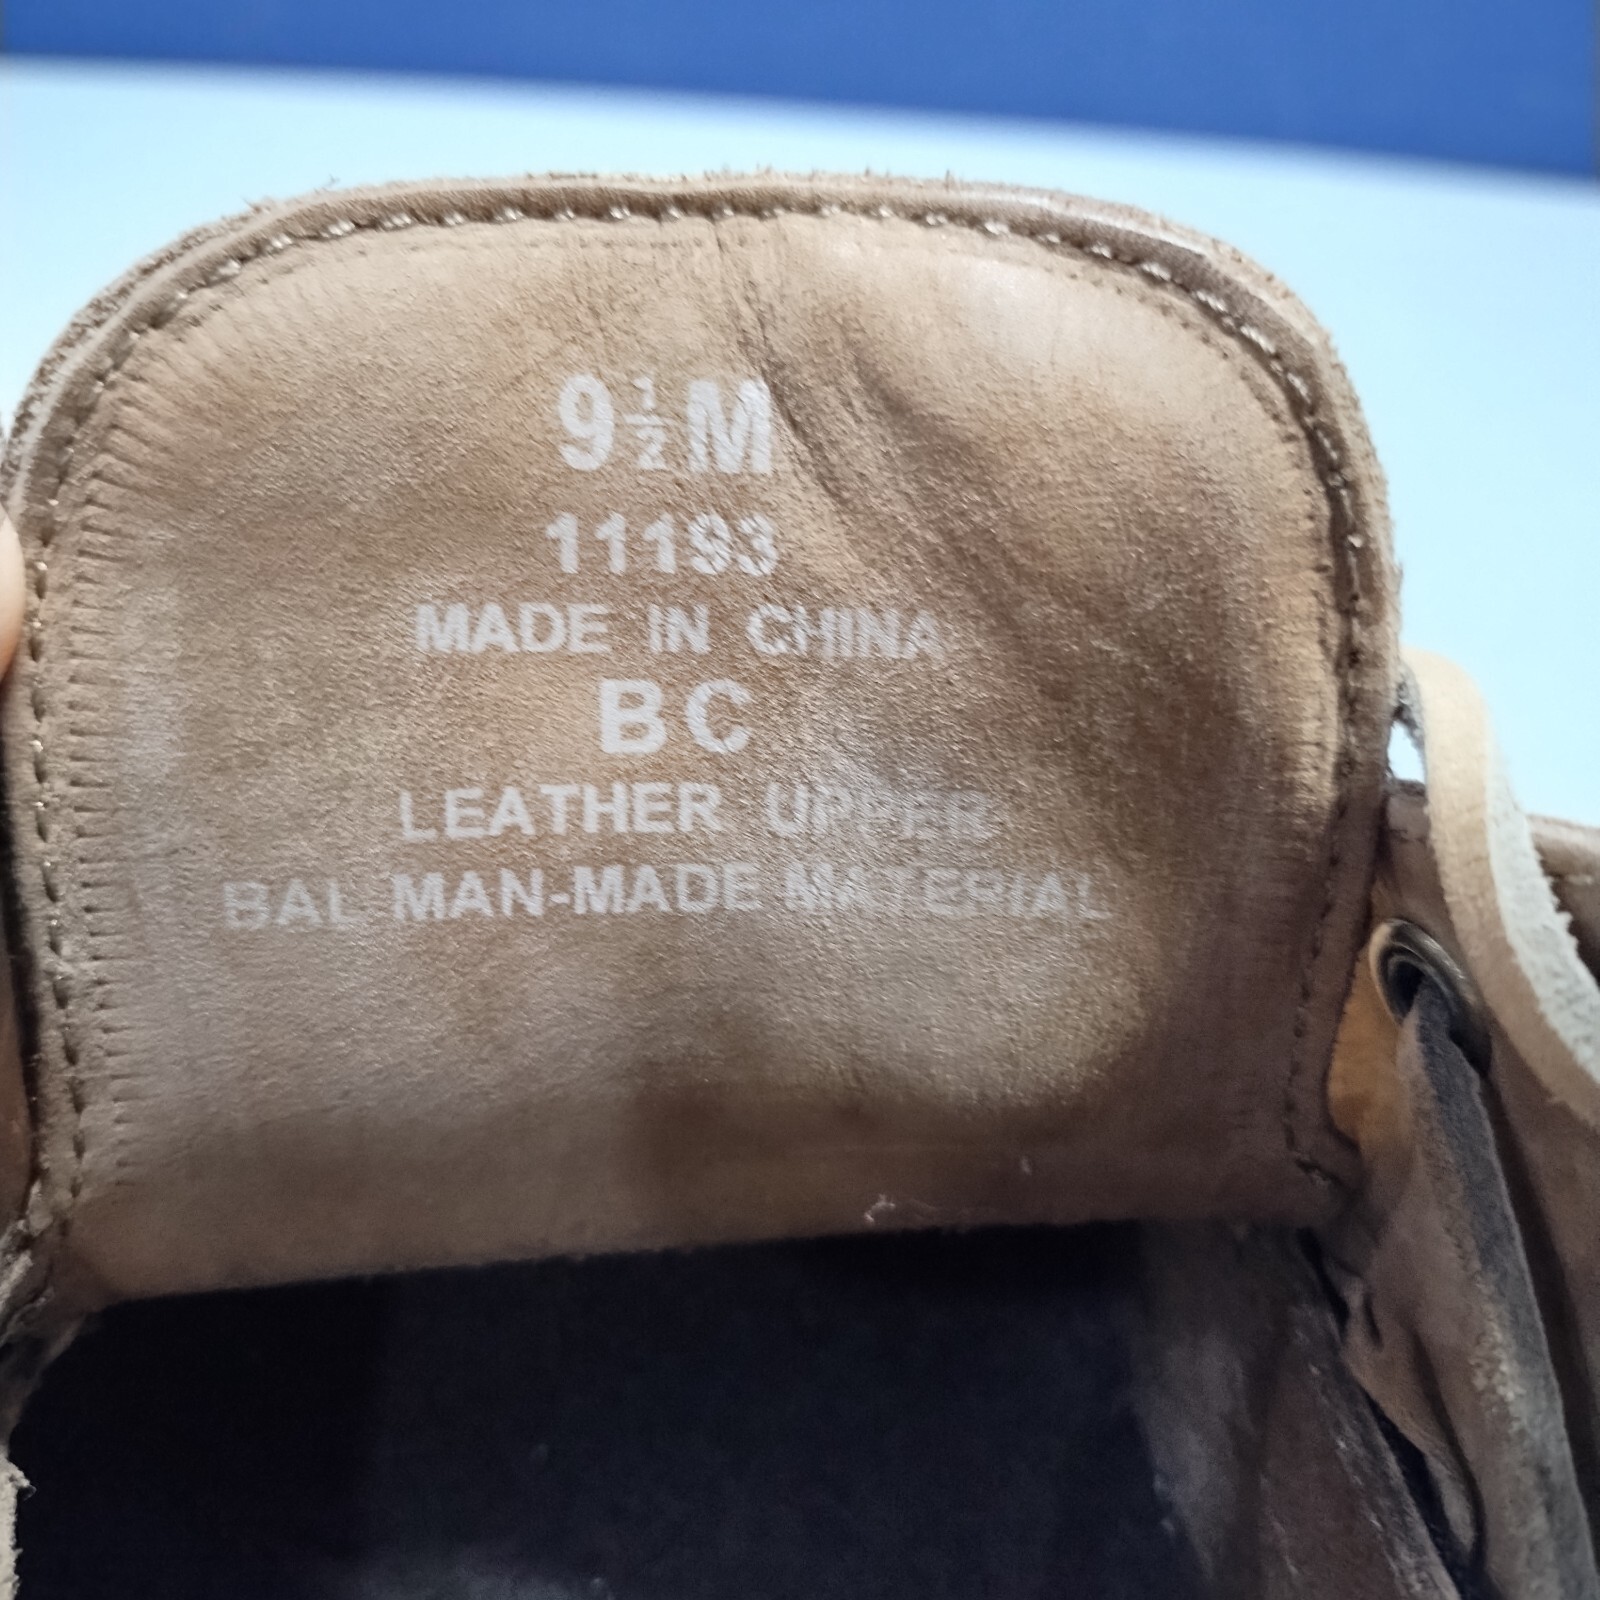 9½M
11193
MADE IN CHINA
BC
LEATHER UPPER
BAL MAN-MADE MATERIAL